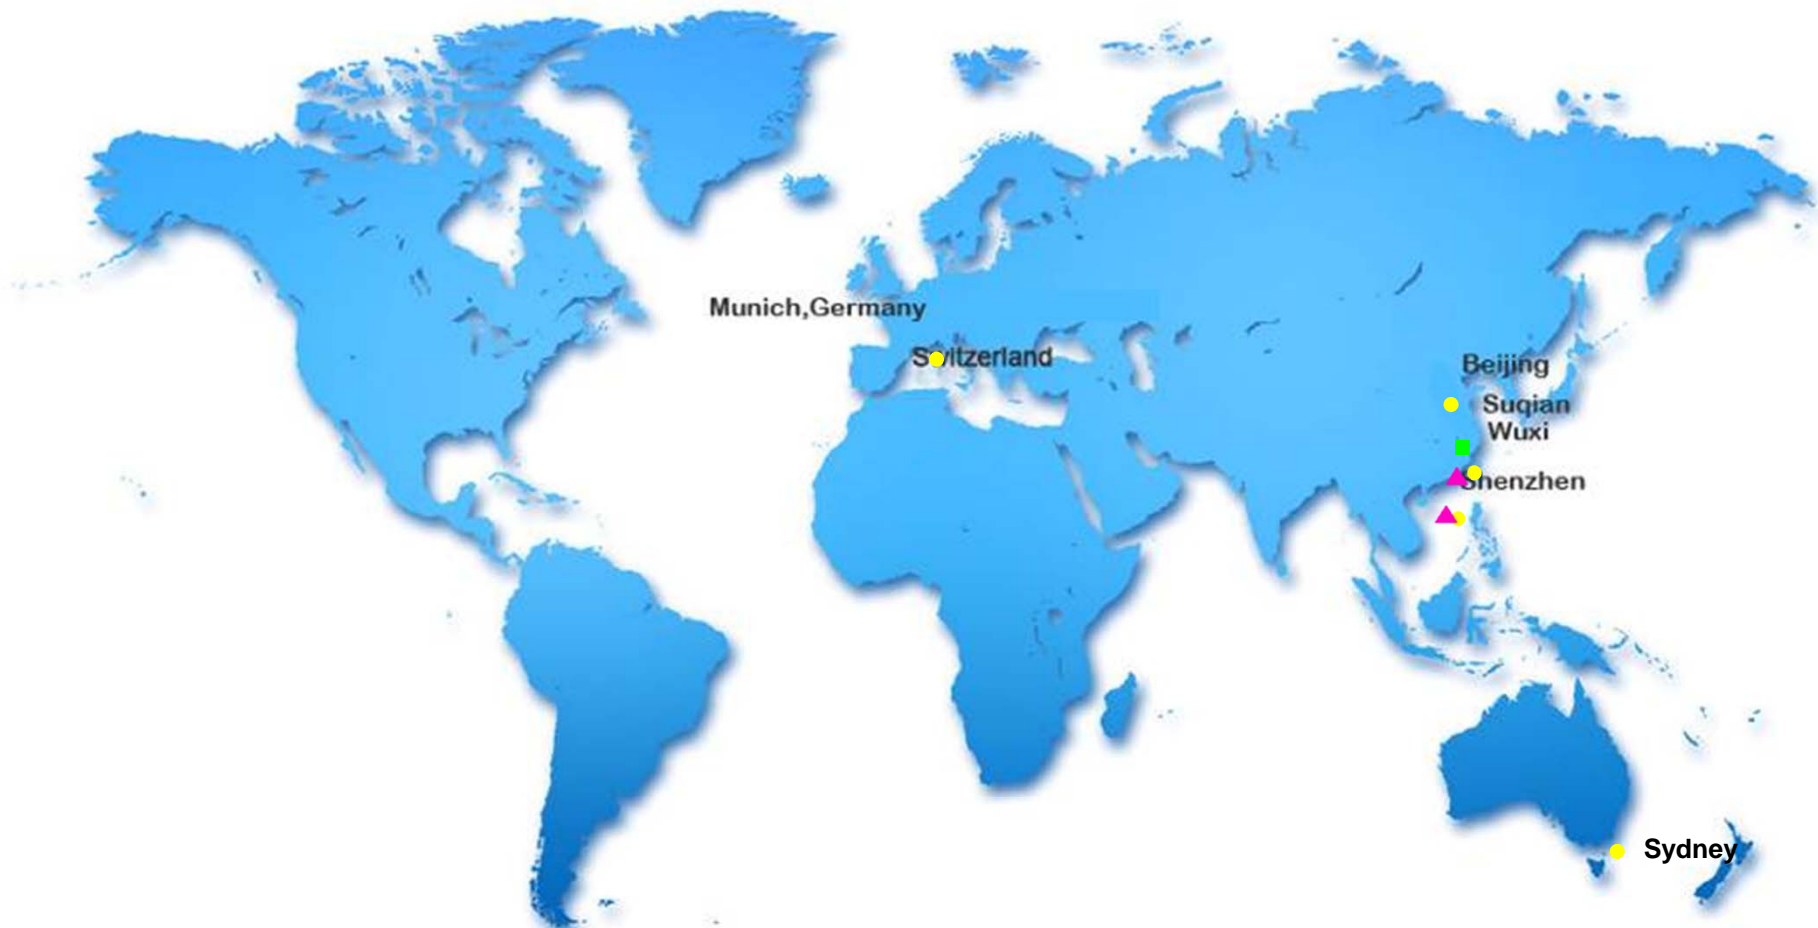 Munich,Germany
Switzerland
Beijing
Suqian
Wuxi
Shenzhen
Sydney